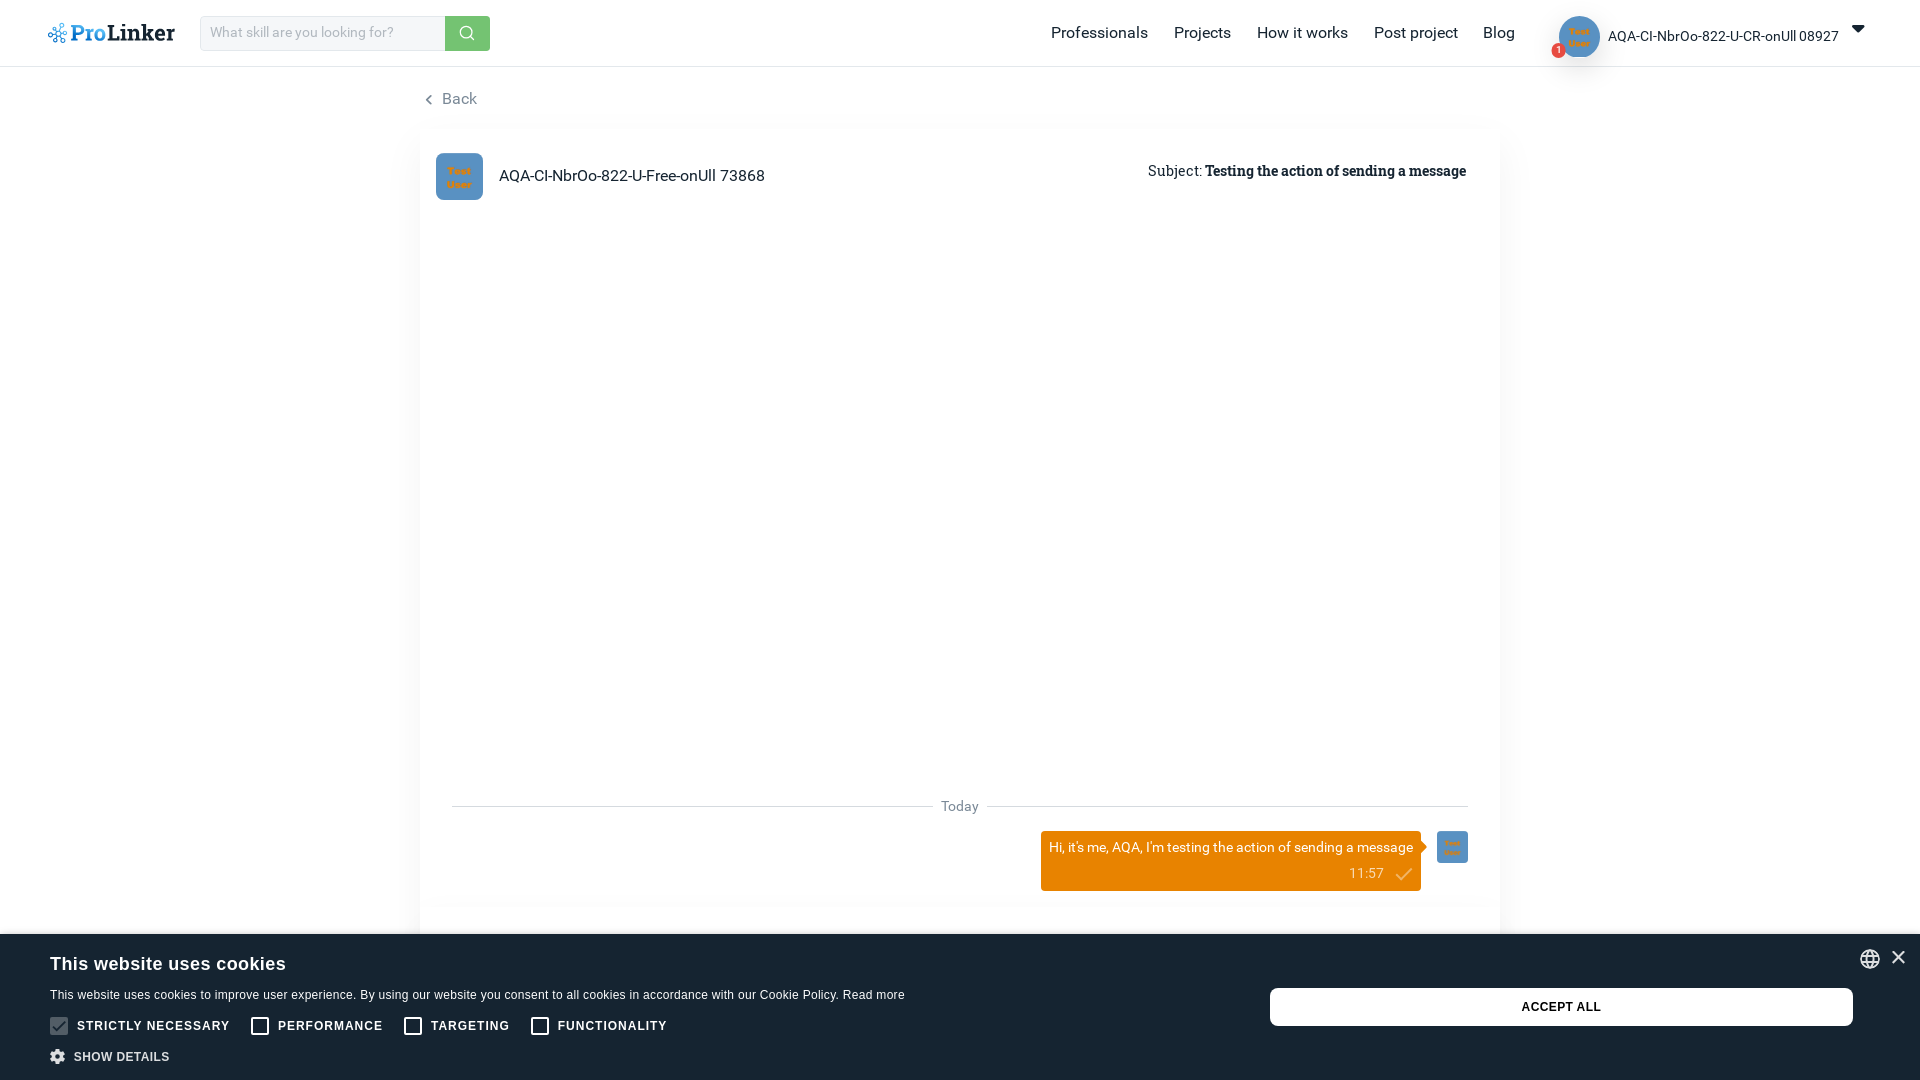 ProLinker
What skill are you looking for?
Professionals
Projects
How it works
Post project
Blog
Test
User
1
AQA-CI-NbrOo-822-U-CR-onUll 08927
Back
Test
User
AQA-CI-NbrOo-822-U-Free-onUll 73868
Subject: Testing the action of sending a message
Today
Hi, it's me, AQA, I'm testing the action of sending a message
11:57
Test
User
This website uses cookies
This website uses cookies to improve user experience. By using our website you consent to all cookies in accordance with our Cookie Policy. Read more
STRICTLY NECESSARY
PERFORMANCE
TARGETING
FUNCTIONALITY
SHOW DETAILS
ACCEPT ALL